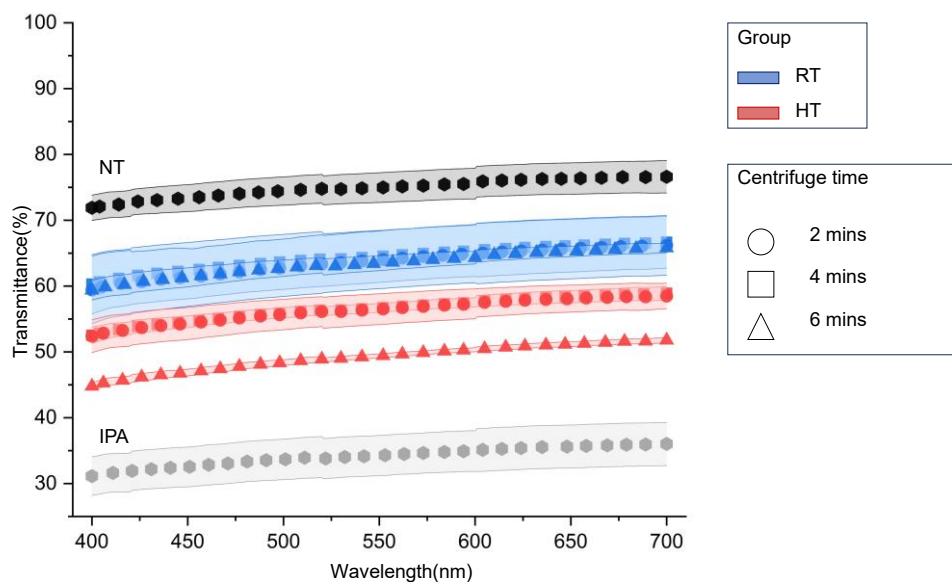 100
90
80
70
60
50
40
30
Transmittance(%)
NT
IPA
400
450
500
550
600
650
700
Wavelength(nm)
Group
RT
HT
Centrifuge time
2 mins
4 mins
6 mins